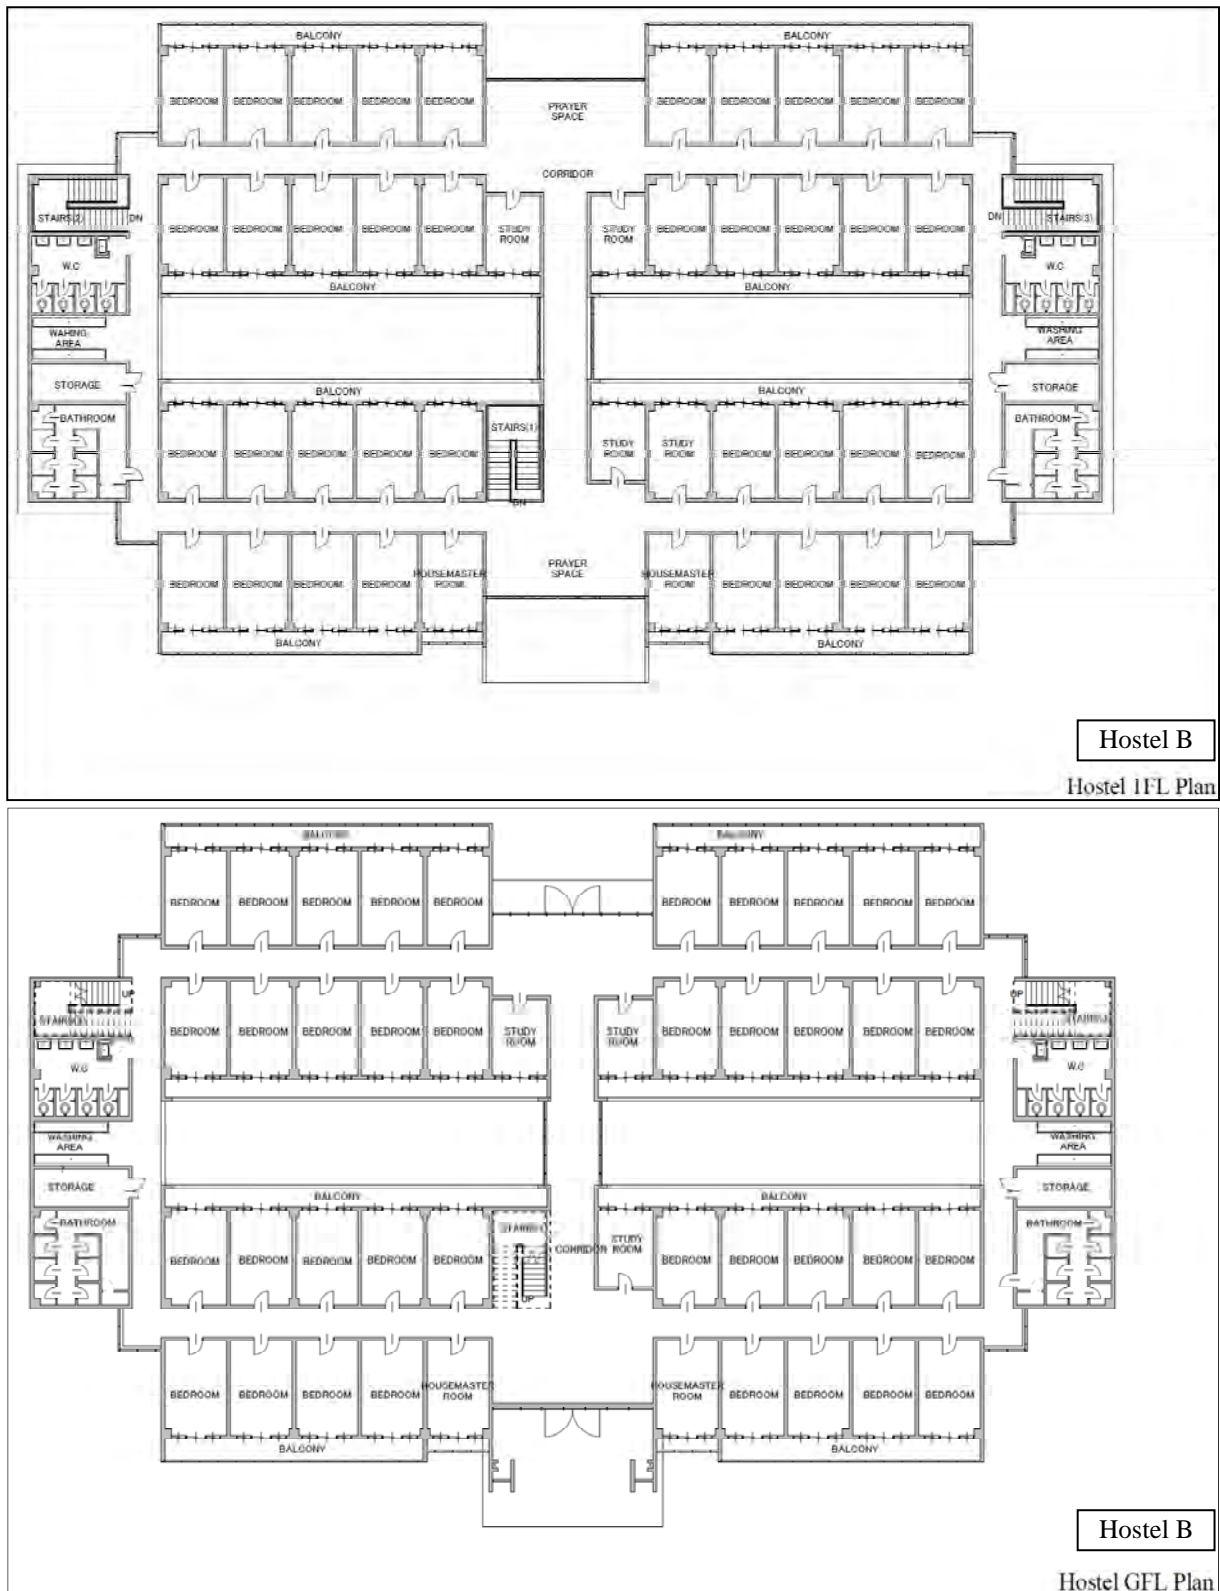 BALCONY BALCONY
BEDROOM BEDROOM BEDROOM BEDROOM BEDROOM PRAYER SPACE BEDROOM BEDROOM BEDROOM BEDROOM BEDROOM
CORRIDOR
STAIRS(2) DN DN STAIRS(3)
BEDROOM BEDROOM BEDROOM BEDROOM BEDROOM STUDY ROOM STUDY ROOM BEDROOM BEDROOM BEDROOM BEDROOM BEDROOM
W.C W.C
BALCONY BALCONY
WAHING AREA WASHING AREA
STORAGE BALCONY BALCONY STORAGE
BATHROOM STAIRS(1) BATHROOM
BEDROOM BEDROOM BEDROOM BEDROOM BEDROOM STUDY ROOM STUDY ROOM BEDROOM BEDROOM BEDROOM BEDROOM
DN
BEDROOM BEDROOM BEDROOM BEDROOM HOUSEMASTER ROOM PRAYER SPACE HOUSEMASTER ROOM BEDROOM BEDROOM BEDROOM BEDROOM
BALCONY BALCONY
Hostel B
Hostel 1FL Plan
BALCONY
BEDROOM BEDROOM BEDROOM BEDROOM BEDROOM BEDROOM BEDROOM BEDROOM BEDROOM BEDROOM
UP UP
BEDROOM BEDROOM BEDROOM BEDROOM BEDROOM STUDY ROOM STUDY ROOM BEDROOM BEDROOM BEDROOM BEDROOM BEDROOM
W.C W.C
WASHING AREA WASHING AREA
STORAGE BALCONY BALCONY STORAGE
BATHROOM BATHROOM
BEDROOM BEDROOM BEDROOM BEDROOM BEDROOM CORRIDOR STUDY ROOM ROOM BEDROOM BEDROOM BEDROOM BEDROOM BEDROOM
UP
BEDROOM BEDROOM BEDROOM BEDROOM HOUSEMASTER ROOM HOUSEMASTER ROOM BEDROOM BEDROOM BEDROOM BEDROOM
BALCONY BALCONY
Hostel B
Hostel GFL Plan